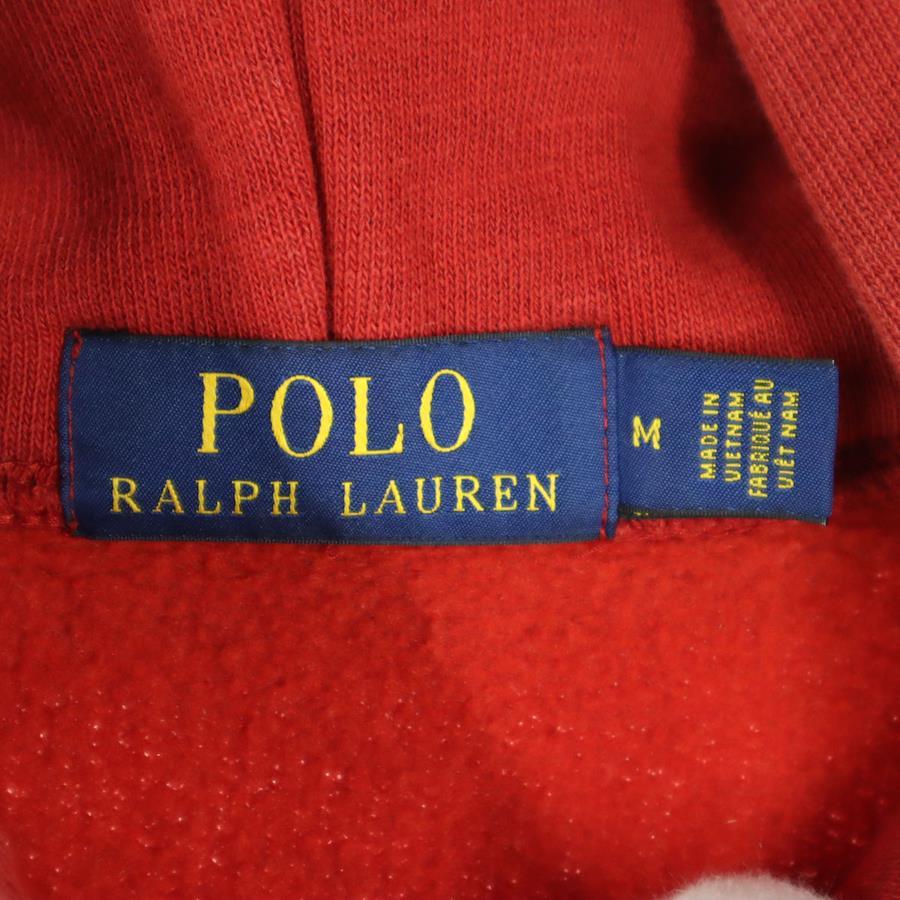 POLO
RALPH LAUREN
M
MADE IN
VIETNAM
FABRIQUÉ AU
VIÊT NAM